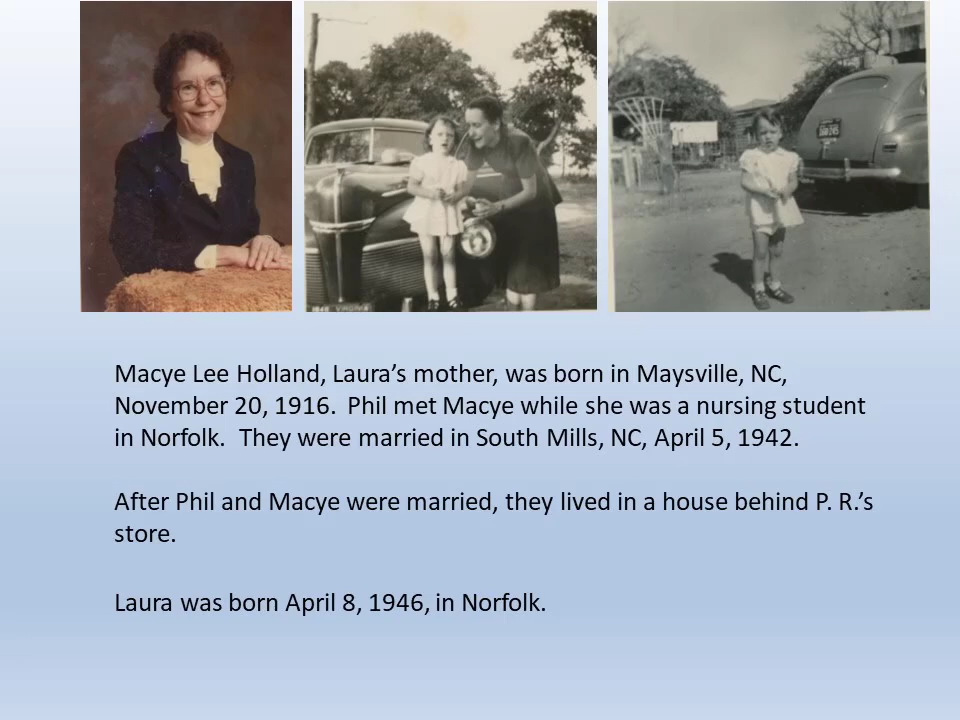 Macye Lee Holland, Laura’s mother, was born in Maysville, NC,
November 20, 1916.  Phil met Macye while she was a nursing student
in Norfolk.  They were married in South Mills, NC, April 5, 1942.
After Phil and Macye were married, they lived in a house behind P. R.’s
store.
Laura was born April 8, 1946, in Norfolk.